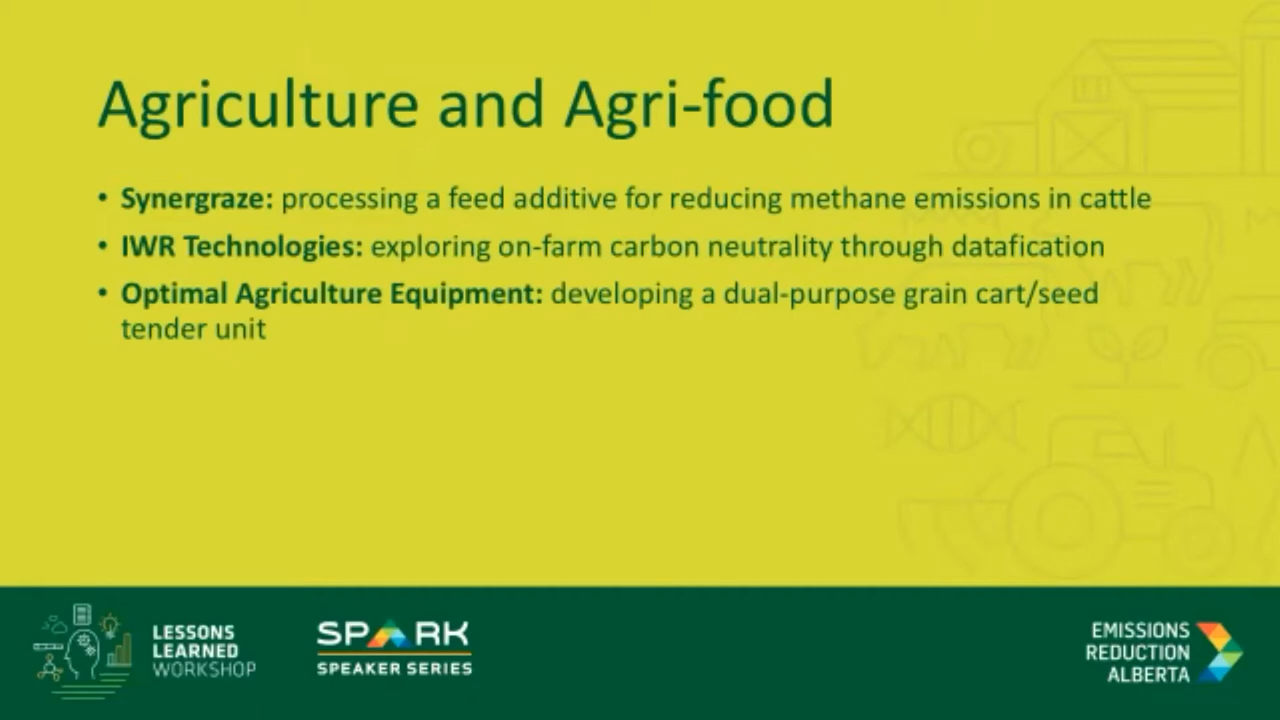 Agriculture and Agri-food
• Synergraze: processing a feed additive for reducing methane emissions in cattle
• IWR Technologies: exploring on-farm carbon neutrality through datafication
• Optimal Agriculture Equipment: developing a dual-purpose grain cart/seed
tender unit
LESSONS
LEARNED
WORKSHOP
SPARK
SPEAKER SERIES
EMISSIONS
REDUCTION
ALBERTA